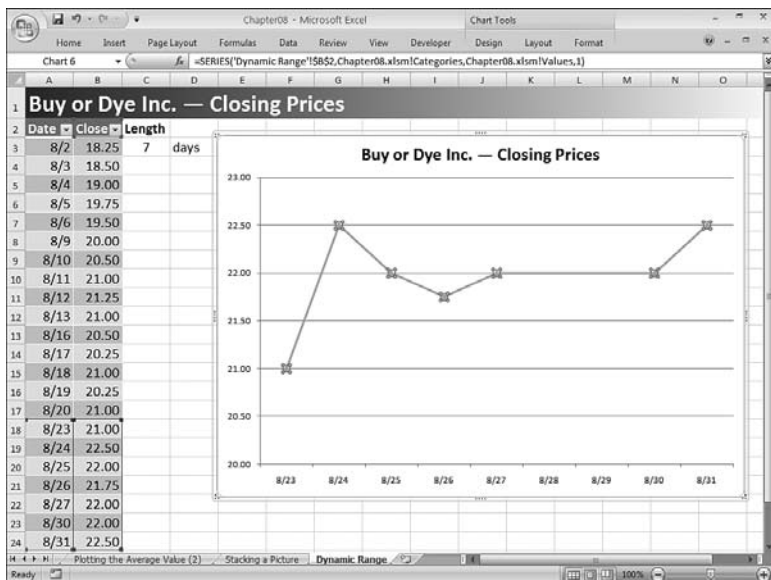 Chapter08 - Microsoft Excel
Chart Tools
Home Insert Page Layout Formulas Data Review View Developer Design Layout Format
Chart 6 fx =SERIES('Dynamic Range'!$B$2,Chapter08.xlsm!Categories,Chapter08.xlsm!Values,1)
A B C D E F G H I J K L M N O
1 Buy or Dye Inc. — Closing Prices
2 Date Close Length
3 8/2 18.25 7 days
4 8/3 18.50
5 8/4 19.00
6 8/5 19.75
7 8/6 19.50
8 8/9 20.00
9 8/10 20.50
10 8/11 21.00
11 8/12 21.25
12 8/13 21.00
13 8/16 20.50
14 8/17 20.25
15 8/18 21.00
16 8/19 20.25
17 8/20 21.00
18 8/23 21.00
19 8/24 22.50
20 8/25 22.00
21 8/26 21.75
22 8/27 22.00
23 8/30 22.00
24 8/31 22.50
Buy or Dye Inc. — Closing Prices
23.00
22.50
22.00
21.50
21.00
20.50
20.00
8/23 8/24 8/25 8/26 8/27 8/28 8/29 8/30 8/31
Plotting the Average Value (2) Stacking a Picture Dynamic Range
Ready 100%